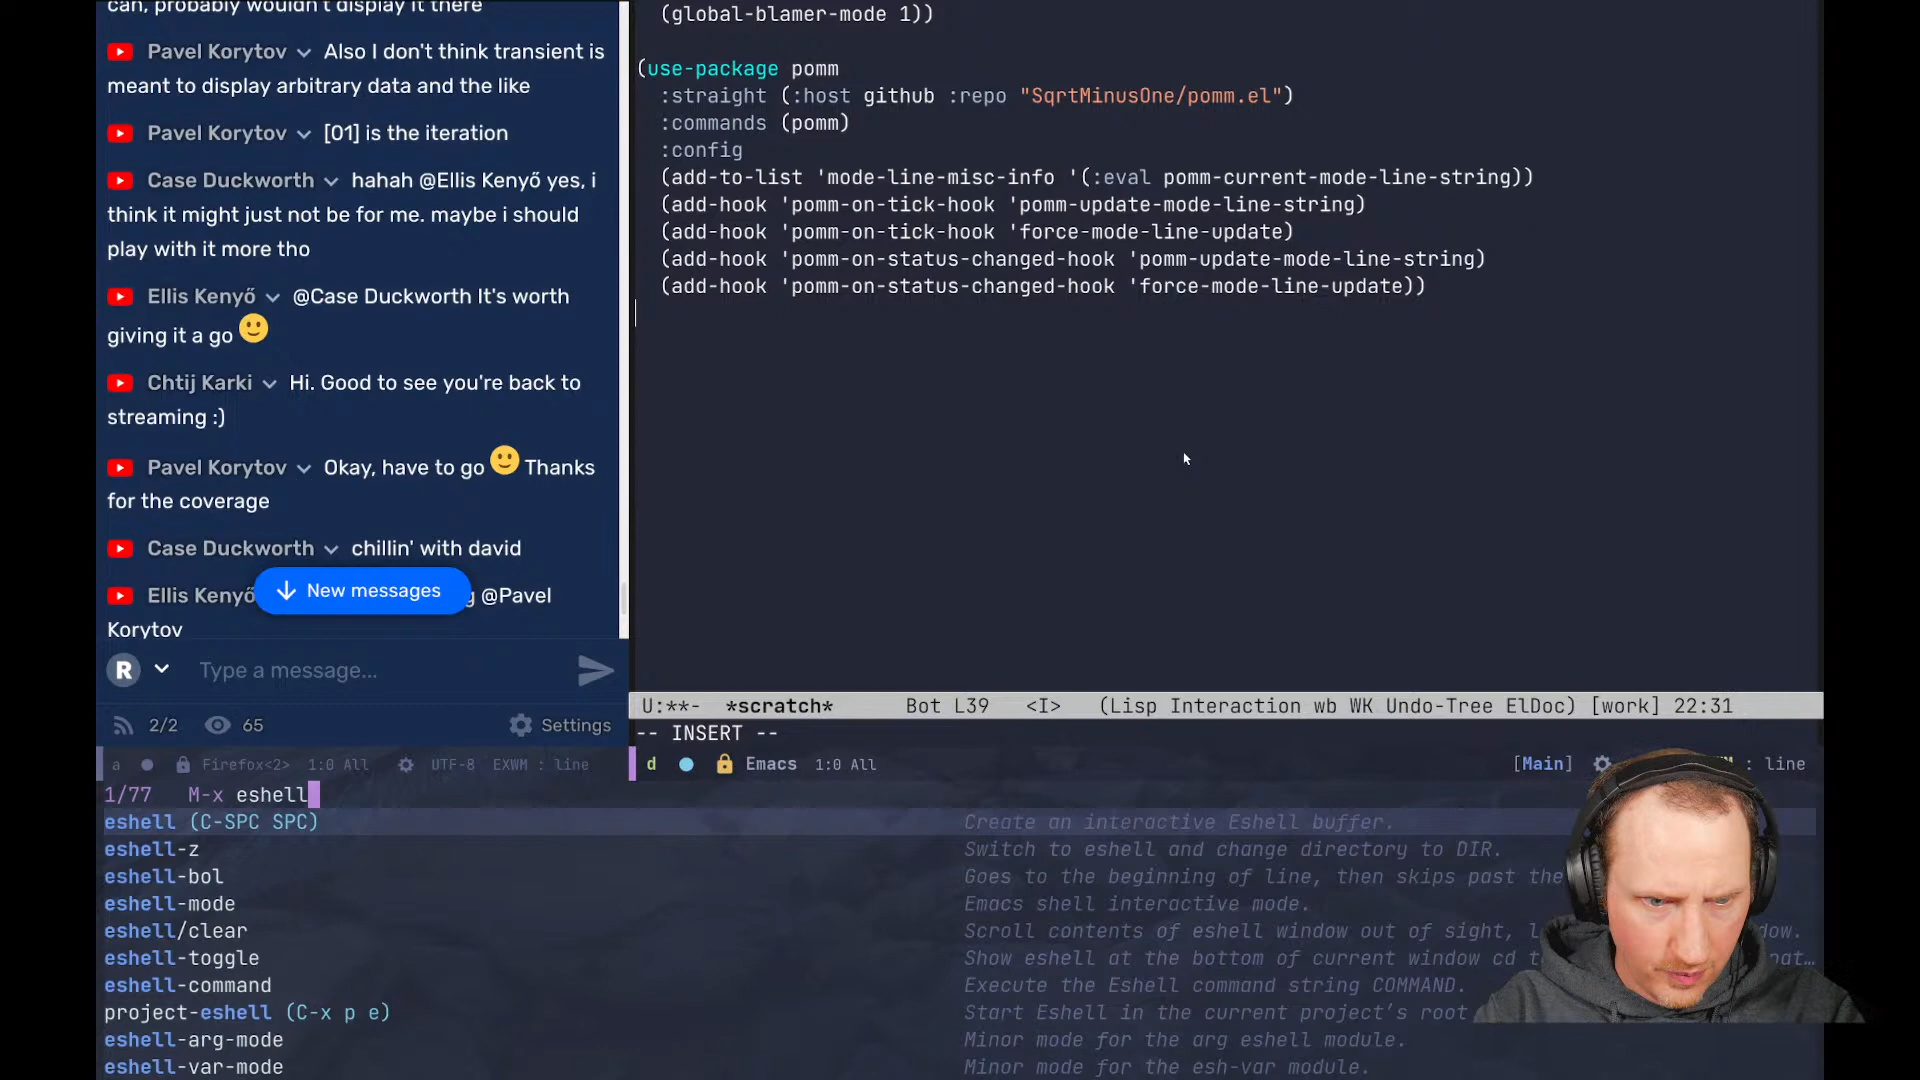 can, probably wouldn't display it there
Pavel Korytov Also I don't think transient is
meant to display arbitrary data and the like
Pavel Korytov [01] is the iteration
Case Duckworth hahah @Ellis Kenyő yes, i
think it might just not be for me. maybe i should
play with it more tho
Ellis Kenyő @Case Duckworth It's worth
giving it a go
Chtij Karki Hi. Good to see you're back to
streaming :)
Pavel Korytov Okay, have to go Thanks
for the coverage
Case Duckworth chillin' with david
Ellis Kenyő @Pavel
New messages
Korytov
R Type a message...
2/2 65 Settings
a Firefox<2> 1:0 All UTF-8 EXWM : line
(global-blamer-mode 1))
(use-package pomm
:straight (:host github :repo "SqrtMinusOne/pomm.el")
:commands (pomm)
:config
(add-to-list 'mode-line-misc-info '(:eval pomm-current-mode-line-string))
(add-hook 'pomm-on-tick-hook 'pomm-update-mode-line-string)
(add-hook 'pomm-on-tick-hook 'force-mode-line-update)
(add-hook 'pomm-on-status-changed-hook 'pomm-update-mode-line-string)
(add-hook 'pomm-on-status-changed-hook 'force-mode-line-update))
U:**- *scratch* Bot L39 <I> (Lisp Interaction wb WK Undo-Tree ElDoc) [work] 22:31
-- INSERT --
d Emacs 1:0 All [Main] : line
1/77 M-x eshell
eshell (C-SPC SPC) Create an interactive Eshell buffer.
eshell-z Switch to eshell and change directory to DIR.
eshell-bol Goes to the beginning of line, then skips past the
eshell-mode Emacs shell interactive mode.
eshell/clear Scroll contents of eshell window out of sight,
eshell-toggle Show eshell at the bottom of current window cd
eshell-command Execute the Eshell command string COMMAND.
project-eshell (C-x p e) Start Eshell in the current project's root
eshell-arg-mode Minor mode for the arg eshell module.
eshell-var-mode Minor mode for the esh-var module.